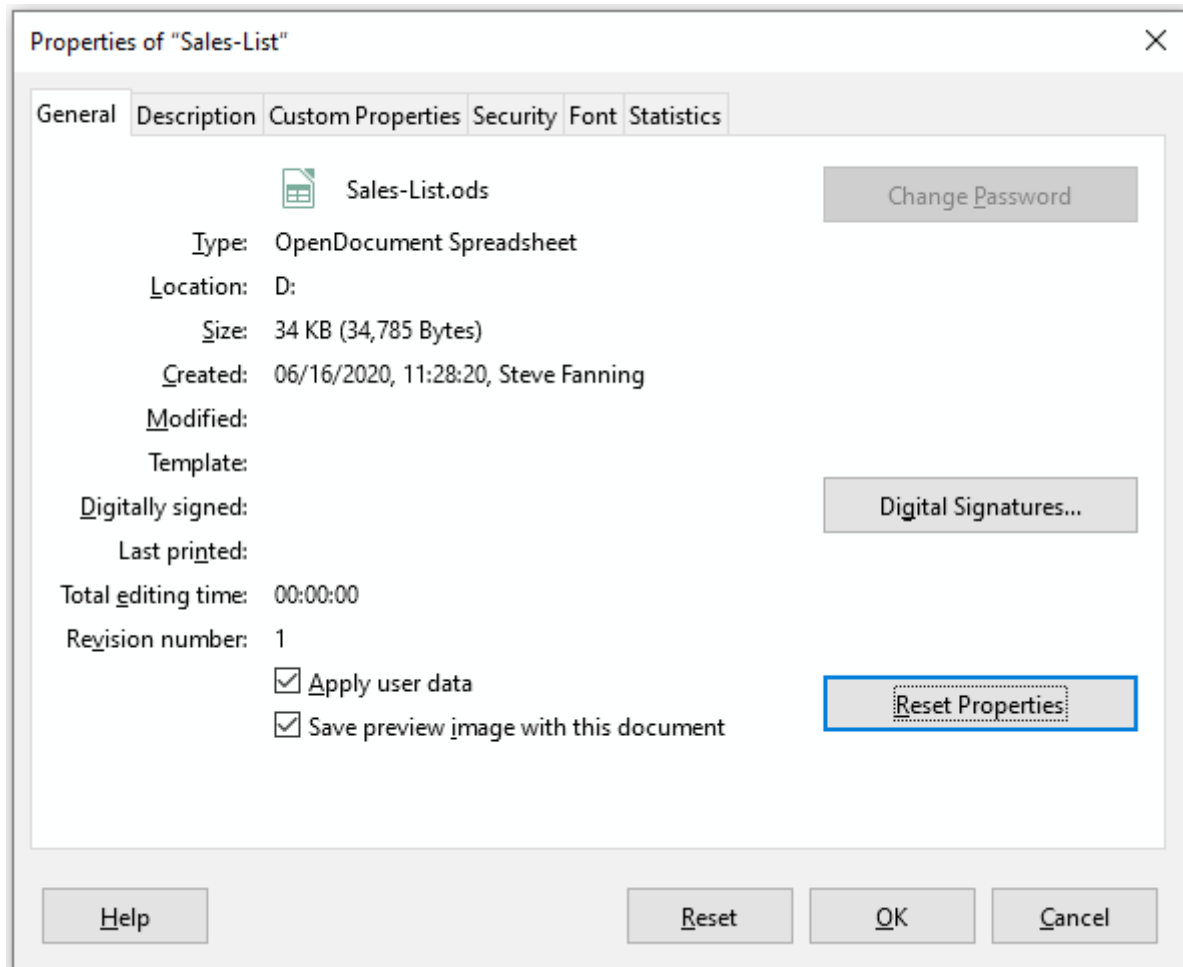 Properties of “Sales-List”
General Description Custom Properties Security Font Statistics
Sales-List.ods
Change Password
Type: OpenDocument Spreadsheet
Location: D:
Size: 34 KB (34,785 Bytes)
Created: 06/16/2020, 11:28:20, Steve Fanning
Modified:
Template:
Digitally signed:
Digital Signatures...
Last printed:
Total editing time: 00:00:00
Revision number: 1
Apply user data
Reset Properties
Save preview image with this document
Help Reset OK Cancel